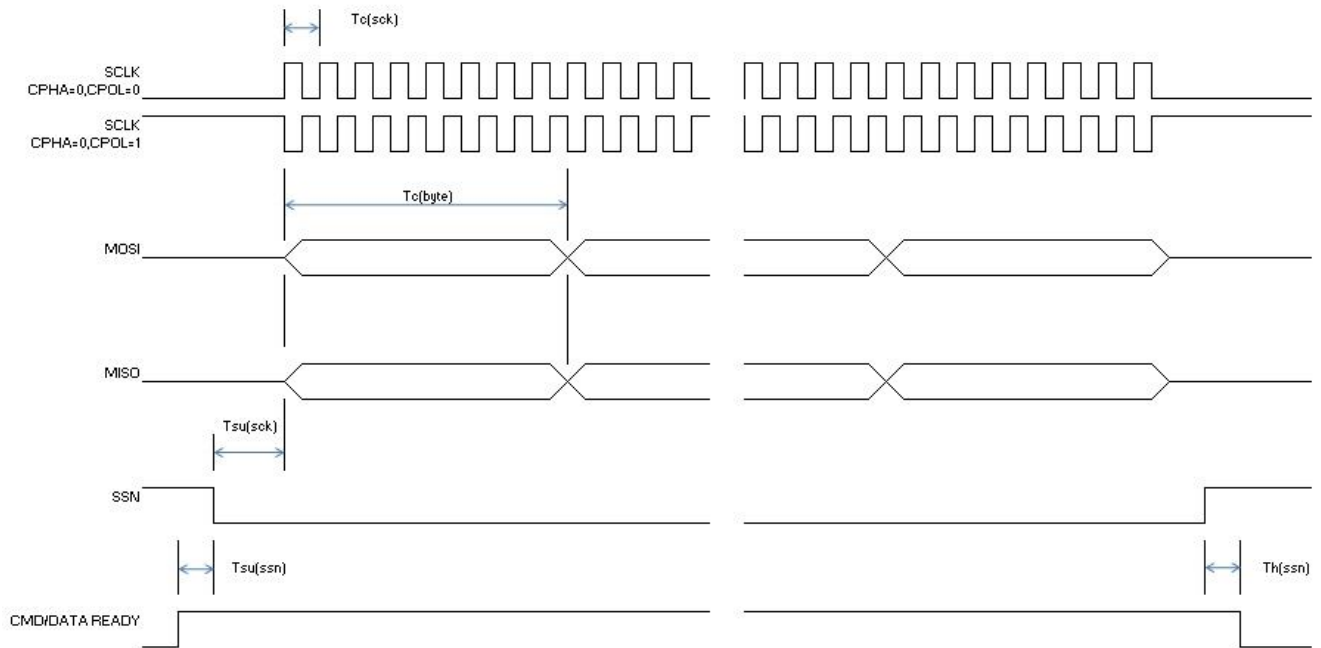 Tc(sck)
SCLK
CPHA=0,CPOL=0
SCLK
CPHA=0,CPOL=1
Tc(byte)
MOSI
MISO
Tsu(sck)
SSN
Tsu(ssn)
Th(ssn)
CMD/DATA READY